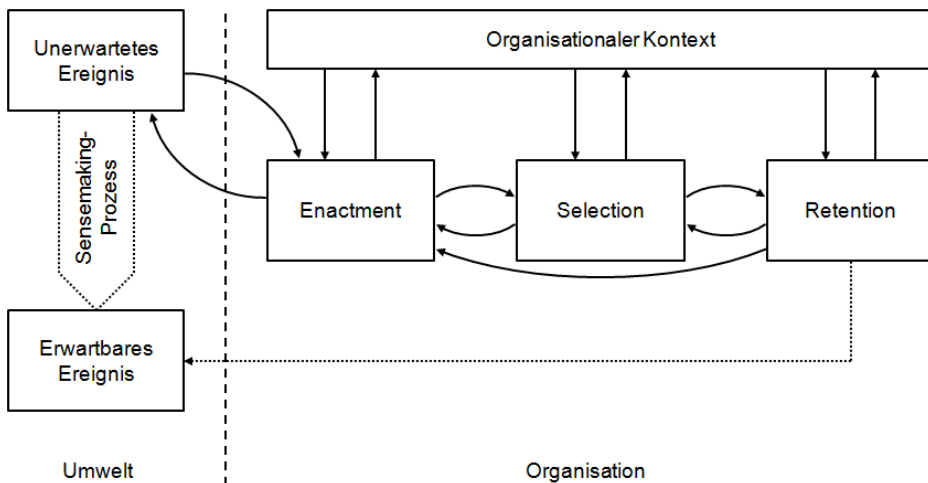 Unerwartetes
Ereignis
Organisationaler Kontext
Sensemaking-
Prozess
Enactment
Selection
Retention
Erwartbares
Ereignis
Umwelt
Organisation